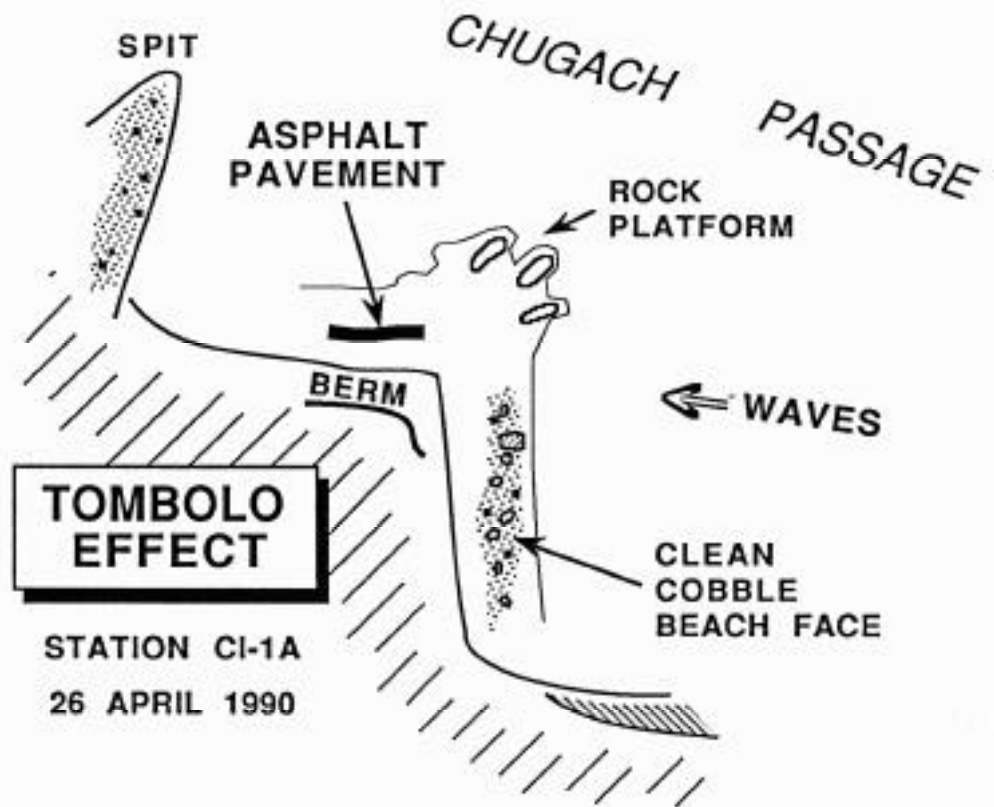 SPIT
CHUGACH PASSAGE
ASPHALT
PAVEMENT
ROCK
PLATFORM
BERM
WAVES
TOMBOLO
EFFECT
CLEAN
COBBLE
BEACH FACE
STATION CI-1A
26 APRIL 1990